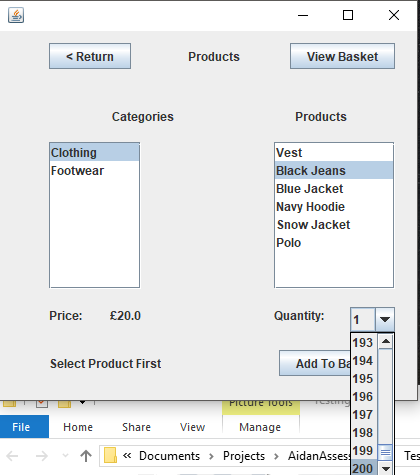 < Return Products View Basket
Categories Products
Clothing
Footwear
Vest
Black Jeans
Blue Jacket
Navy Hoodie
Snow Jacket
Polo
Price: £20.0 Quantity: 1
Select Product First Add To Ba
193
194
195
196
197
198
199
200
Picture Tools
File Home Share View Manage
« Documents > Projects > AidanAssess